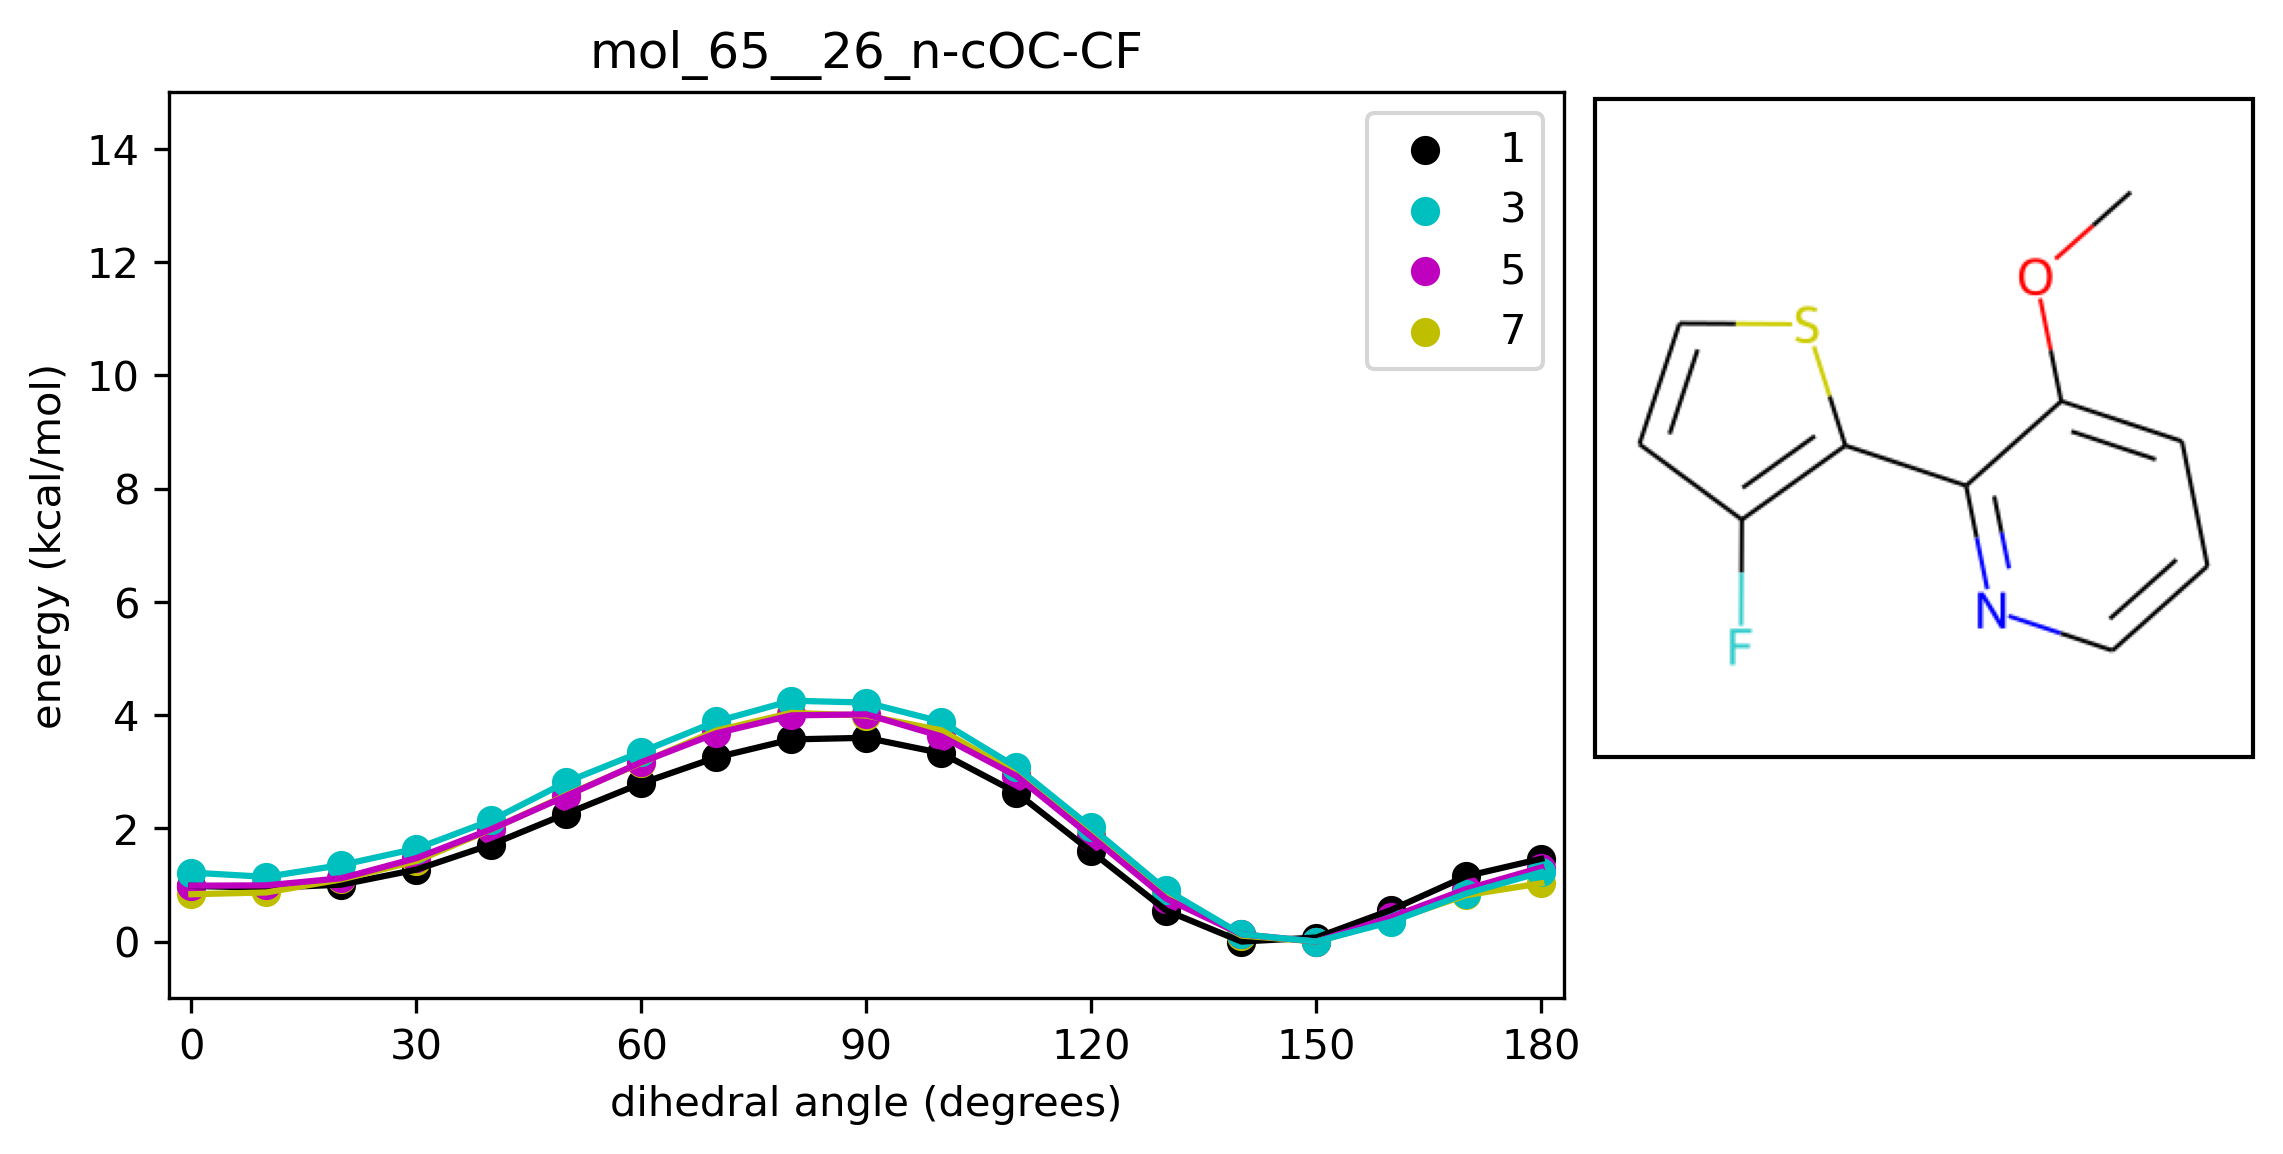 mol_65__26_n-cOC-CF
14
12
10
8
6
4
2
0
energy (kcal/mol)
0 30 60 90 120 150 180
dihedral angle (degrees)
1
3
5
7
O
S
N
F